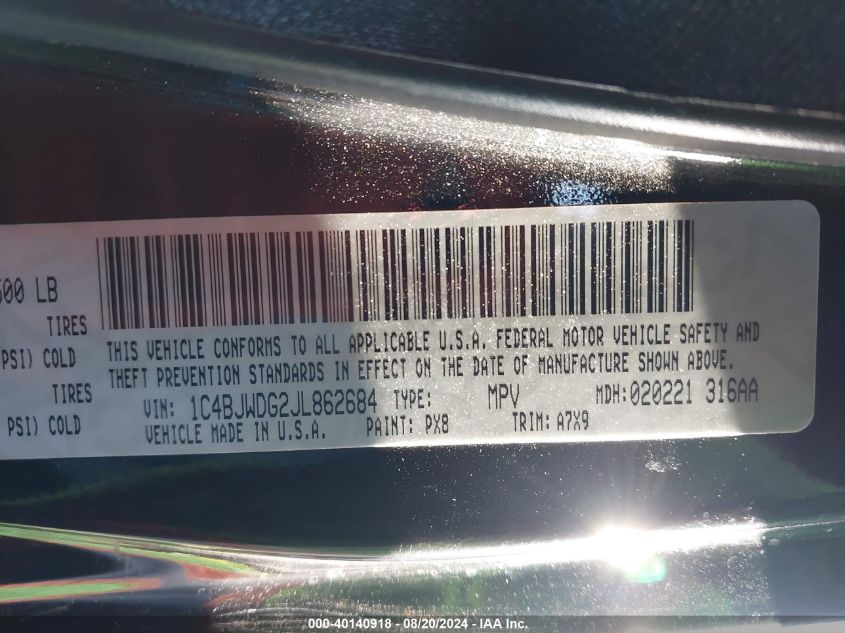 500 LB
TIRES
PSI) COLD
TIRES
PSI) COLD
THIS VEHICLE CONFORMS TO ALL APPLICABLE U.S.A. FEDERAL MOTOR VEHICLE SAFETY AND
THEFT PREVENTION STANDARDS IN EFFECT ON THE DATE OF MANUFACTURE SHOWN ABOVE.
VIN: 1C4BJWDG2JL862684 TYPE: MPV MDH:020221 316AA
VEHICLE MADE IN U.S.A. PAINT: PX8 TRIM: A7X9
000-40140918 - 08/20/2024 - IAA Inc.